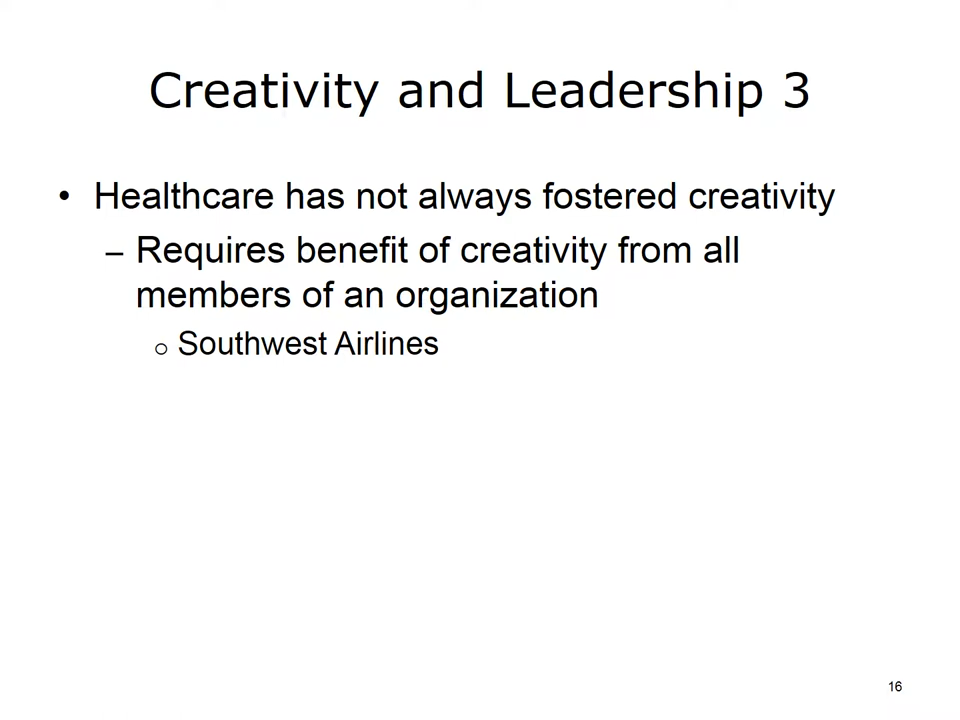 Creativity and Leadership 3
• Healthcare has not always fostered creativity
– Requires benefit of creativity from all
members of an organization
o Southwest Airlines
16